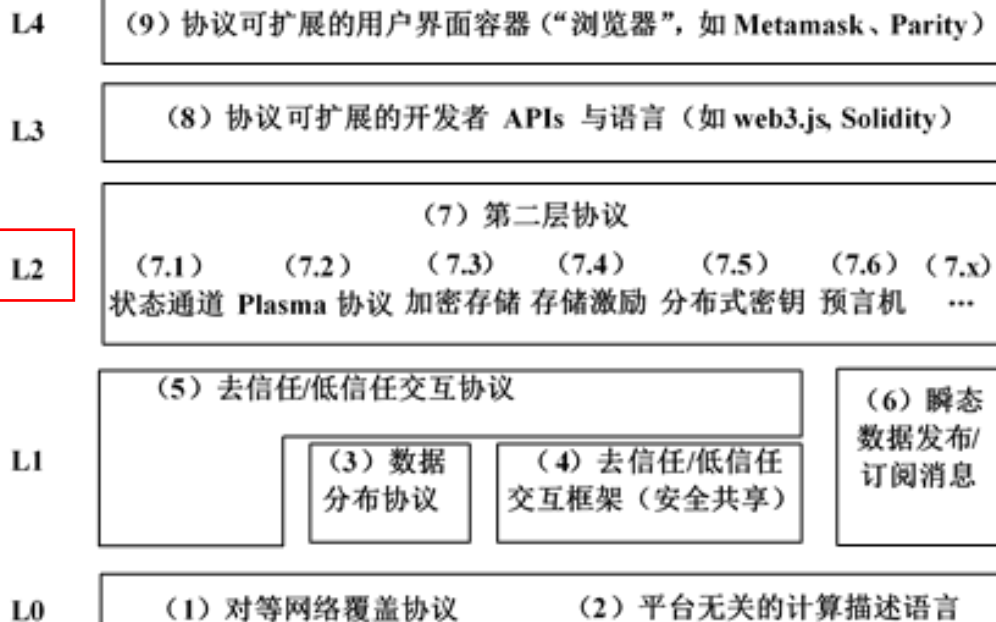 L4 (9)协议可扩展的用户界面容器(“浏览器”,如 Metamask、Parity)
L3 (8)协议可扩展的开发者 APIs 与语言(如 web3.js, Solidity)
(7)第二层协议
L2 (7.1) (7.2) (7.3) (7.4) (7.5) (7.6) (7.x)
状态通道 Plasma 协议 加密存储 存储激励 分布式密钥 预言机 ···
(5)去信任/低信任交互协议
L1
(3)数据
分布协议
(4)去信任/低信任
交互框架(安全共享)
(6)瞬态
数据发布/
订阅消息
L0 (1)对等网络覆盖协议 (2)平台无关的计算描述语言